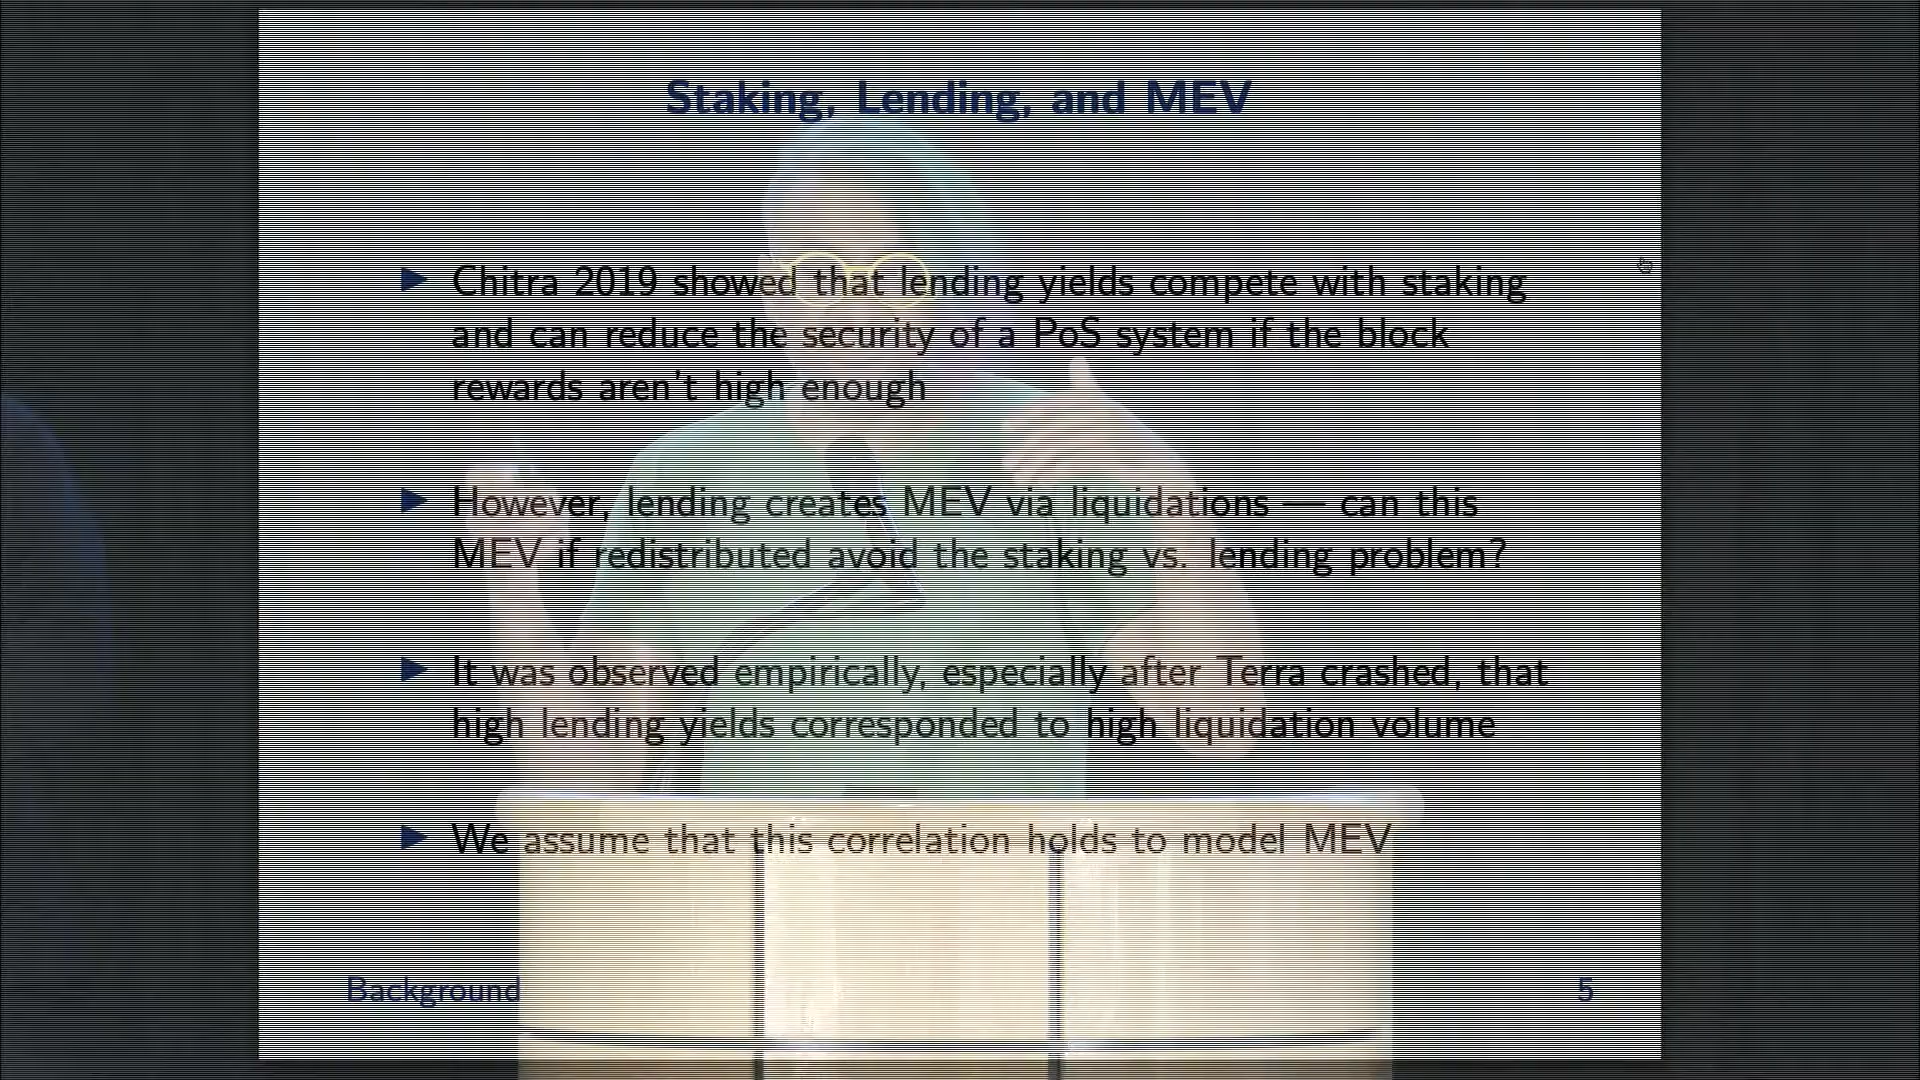 Staking, Lending, and MEV
Chitra 2019 showed that lending yields compete with staking
and can reduce the security of a PoS system if the block
rewards aren't high enough
However, lending creates MEV via liquidations — can this
MEV if redistributed avoid the staking vs. lending problem?
It was observed empirically, especially after Terra crashed, that
high lending yields corresponded to high liquidation volume
We assume that this correlation holds to model MEV
Background
5